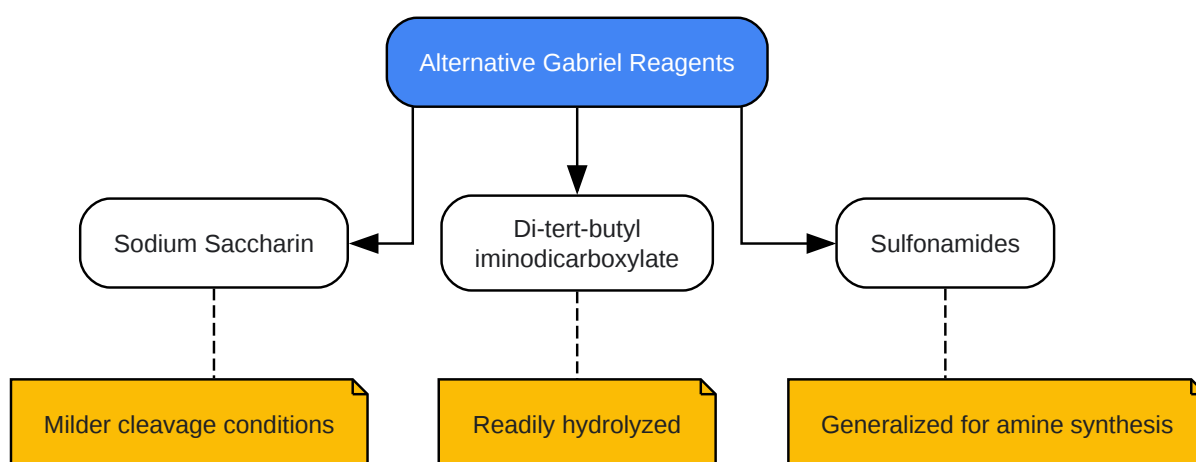 Alternative Gabriel Reagents
Sodium Saccharin
Di-tert-butyl
iminodicarboxylate
Sulfonamides
Milder cleavage conditions
Readily hydrolyzed
Generalized for amine synthesis